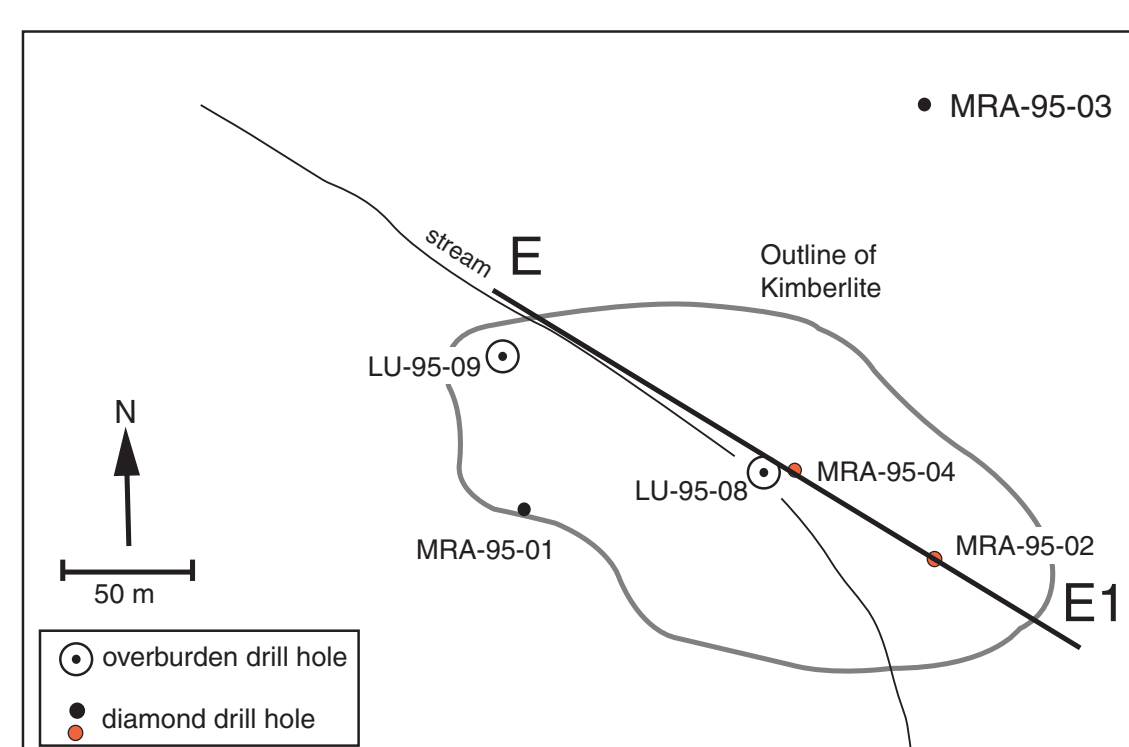 MRA-95-03
stream
E
Outline of
Kimberlite
LU-95-09
N
MRA-95-04
LU-95-08
MRA-95-02
MRA-95-01
50 m
E1
overburden drill hole
diamond drill hole